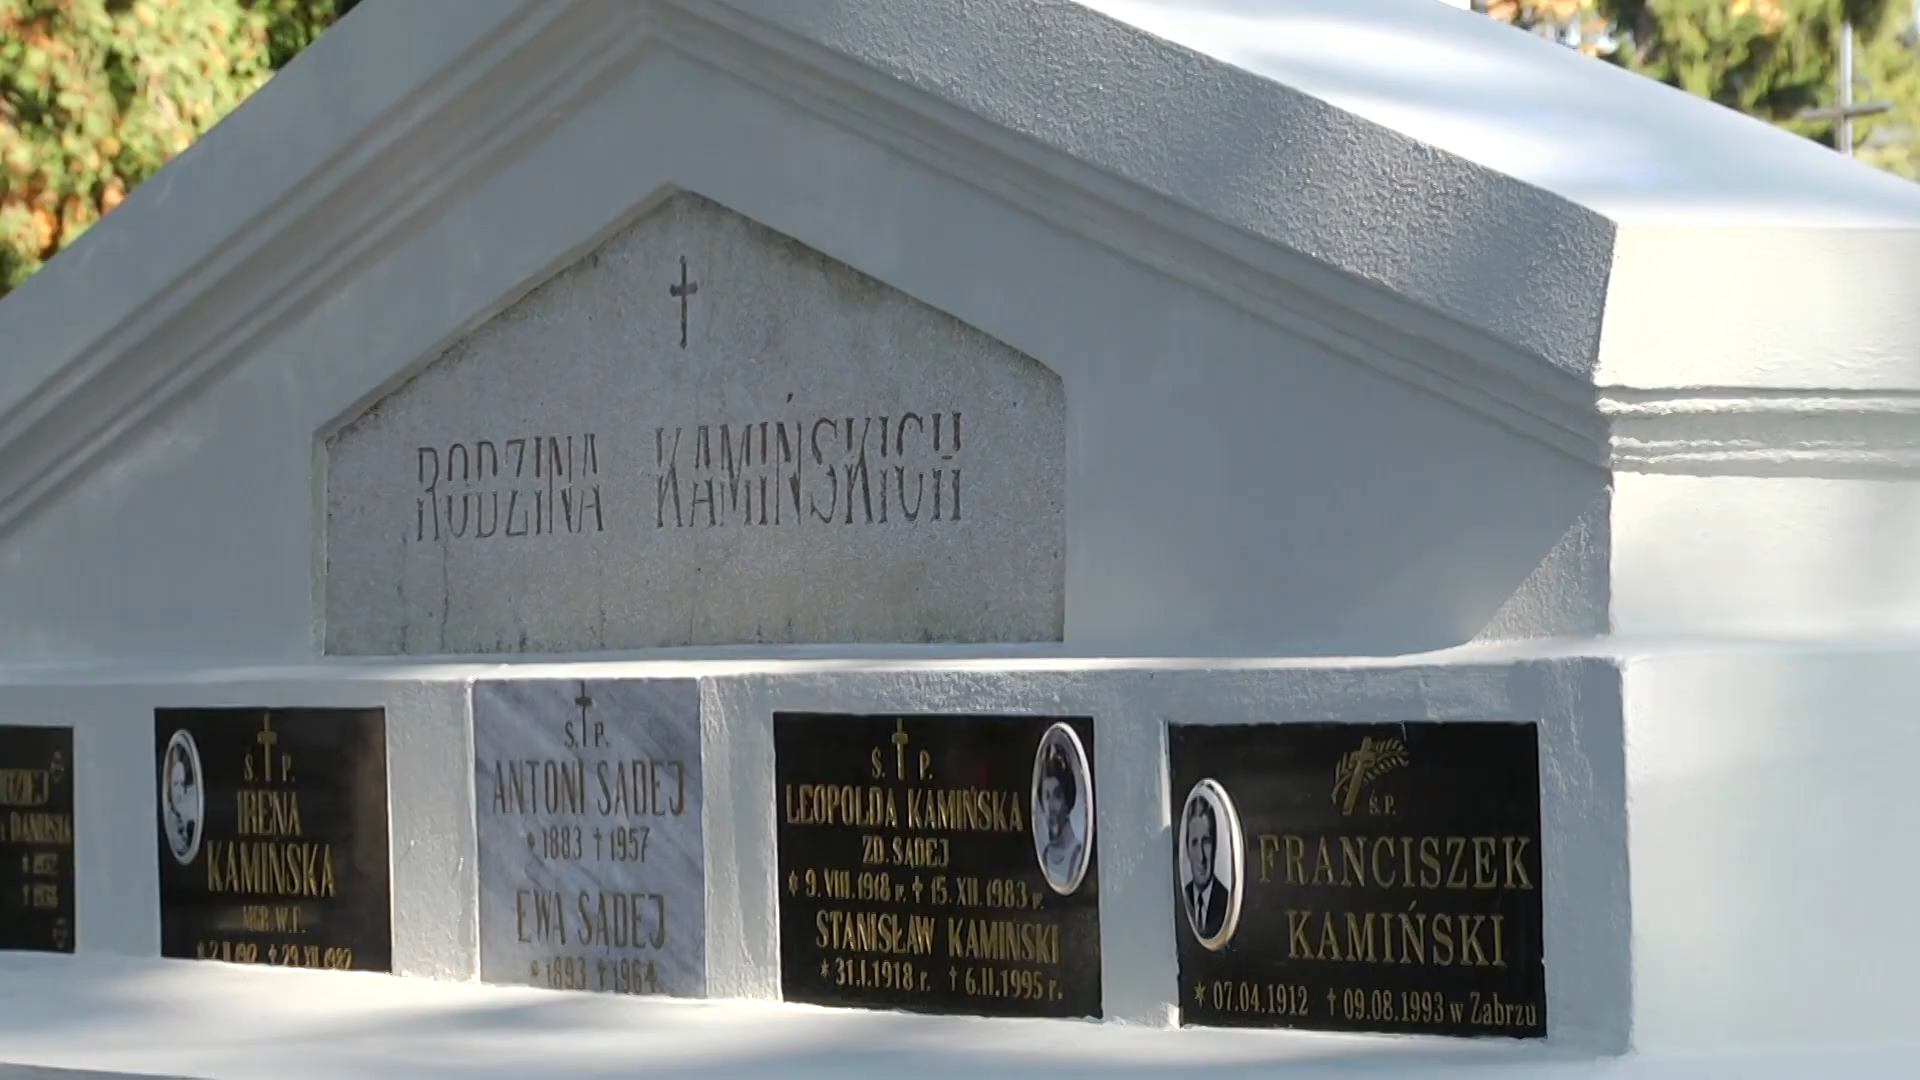 RODZINA KAMIŃSKICH
DANUSIA
Ś. P.
IRENA
KAMIŃSKA
MGR. W.F.
Ś. P.
ANTONI SĄDEJ
* 1883 † 1957
EWA SĄDEJ
* 1893 † 1964
Ś. P.
LEOPOLDA KAMIŃSKA
ZD. SĄDEJ
* 9.VIII.1918 r. † 15.XII.1983 r.
STANISŁAW KAMIŃSKI
* 31.I.1918 r. † 6.II.1995 r.
Ś.P.
FRANCISZEK
KAMIŃSKI
* 07.04.1912 † 09.08.1993 w Zabrzu